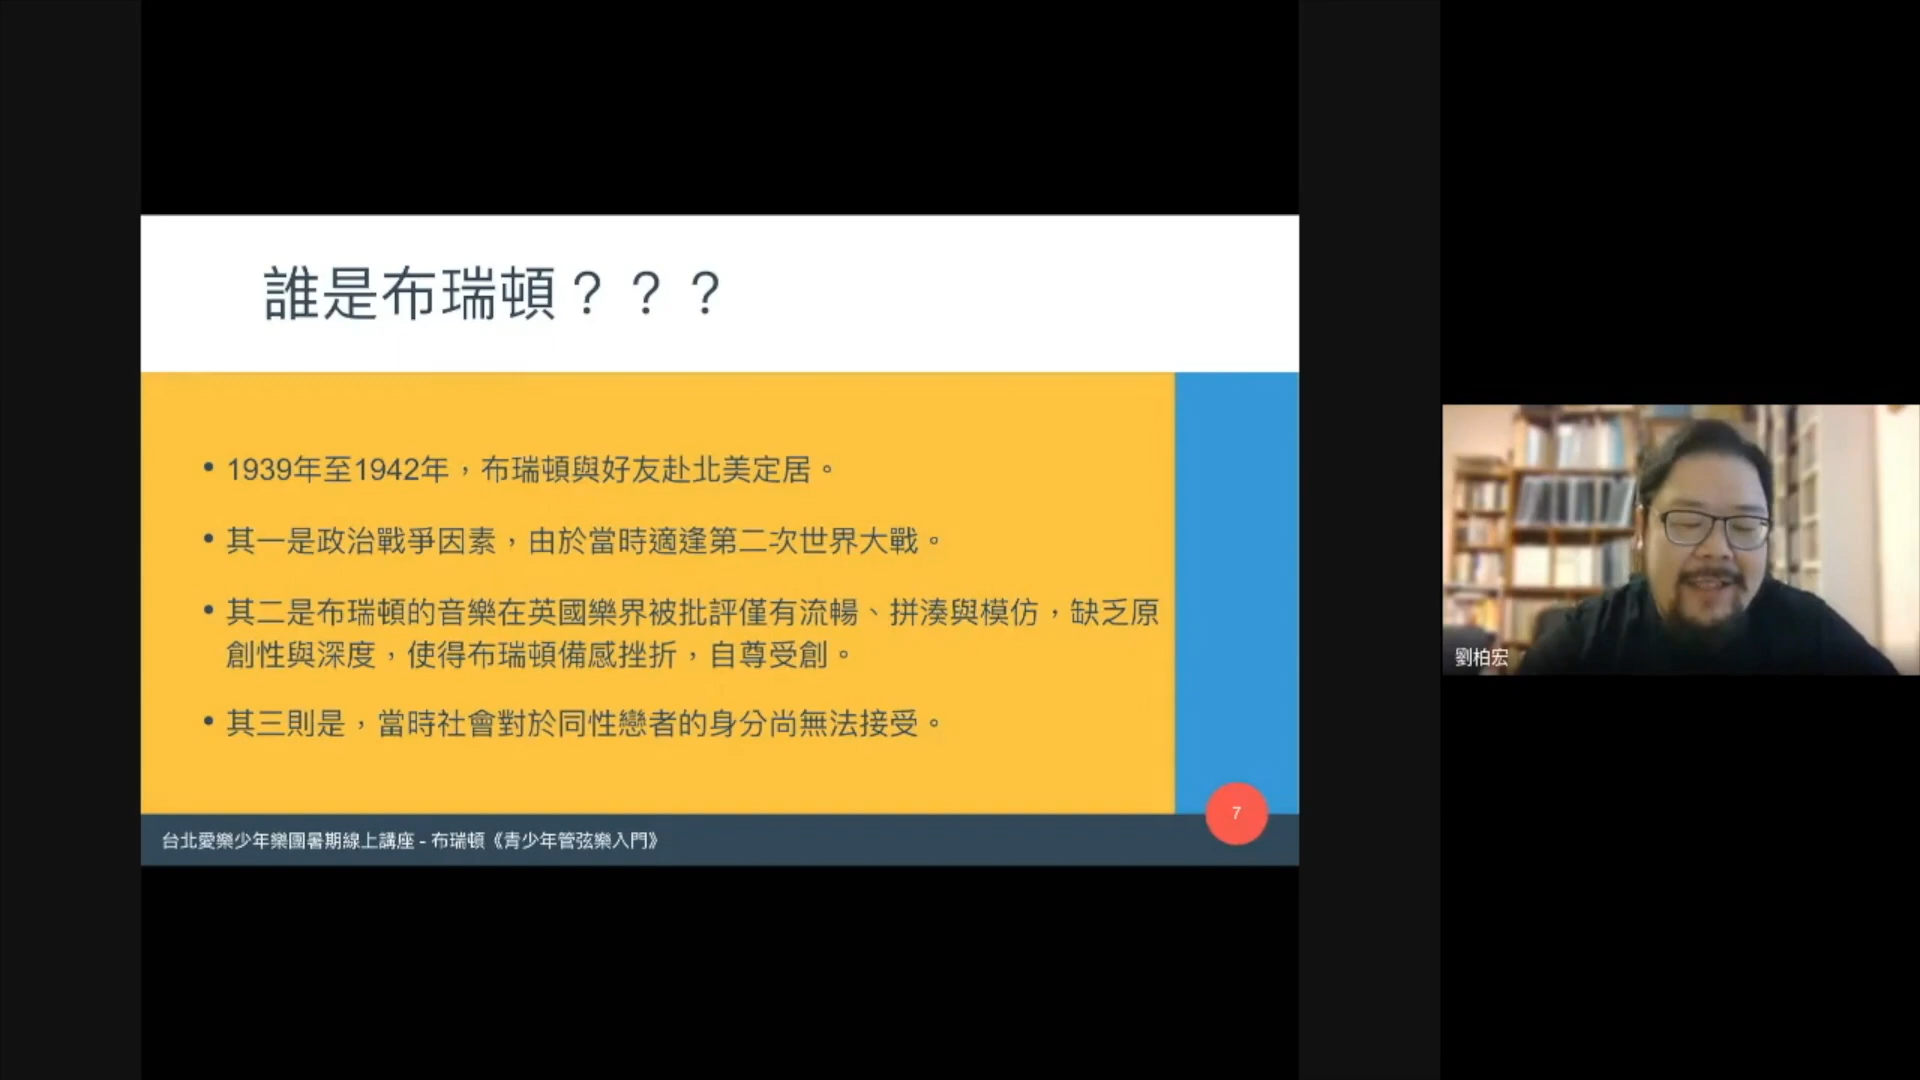 誰是布瑞頓？？？
• 1939年至1942年，布瑞頓與好友赴北美定居。
• 其一是政治戰爭因素，由於當時適逢第二次世界大戰。
• 其二是布瑞頓的音樂在英國樂界被批評僅有流暢、拼湊與模仿，缺乏原
創性與深度，使得布瑞頓備感挫折，自尊受創。
• 其三則是，當時社會對於同性戀者的身分尚無法接受。
7
台北愛樂少年樂團暑期線上講座 - 布瑞頓《青少年管弦樂入門》
劉柏宏